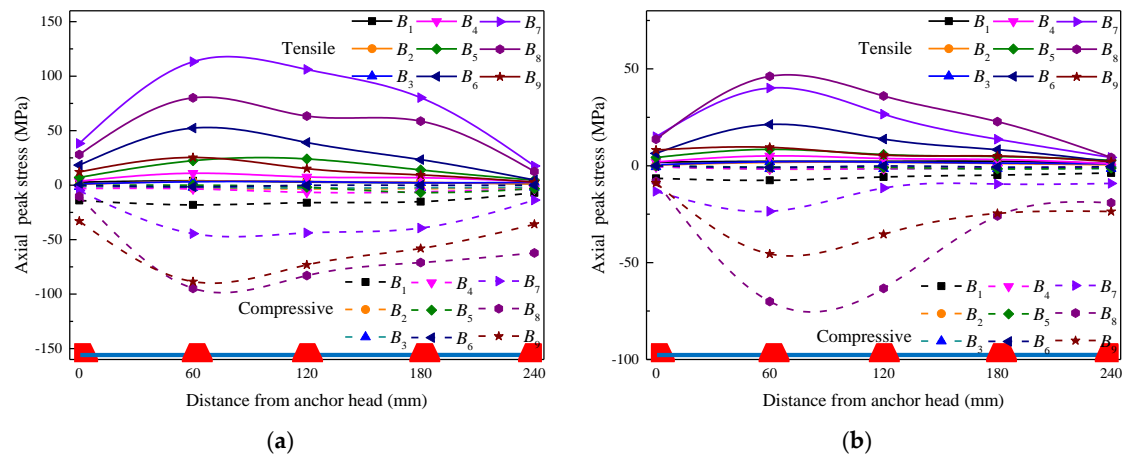 150
100
50
0
-50
-100
-150
Axial peak stress (MPa)
Tensile
B1 B4 B7
B2 B5 B8
B3 B6 B9
Compressive
B1 B4 B7
B2 B5 B8
B3 B6 B9
0 60 120 180 240
Distance from anchor head (mm)
(a)
50
0
-50
-100
Axial peak stress (MPa)
Tensile
B1 B4 B7
B2 B5 B8
B3 B6 B9
Compressive
B1 B4 B7
B2 B5 B8
B3 B6 B9
0 60 120 180 240
Distance from anchor head (mm)
(b)